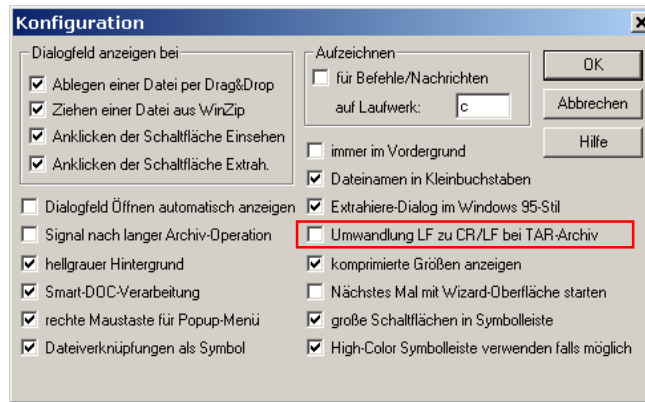 Konfiguration
Dialogfeld anzeigen bei
Ablegen einer Datei per Drag&Drop
Ziehen einer Datei aus WinZip
Anklicken der Schaltfläche Einsehen
Anklicken der Schaltfläche Extrah.
Aufzeichnen
für Befehle/Nachrichten
auf Laufwerk: c
OK
Abbrechen
Hilfe
Dialogfeld Öffnen automatisch anzeigen
Signal nach langer Archiv-Operation
hellgrauer Hintergrund
Smart-DOC-Verarbeitung
rechte Maustaste für Popup-Menü
Dateiverknüpfungen als Symbol
immer im Vordergrund
Dateinamen in Kleinbuchstaben
Extrahiere-Dialog im Windows 95-Stil
Umwandlung LF zu CR/LF bei TAR-Archiv
komprimierte Größen anzeigen
Nächstes Mal mit Wizard-Oberfläche starten
große Schaltflächen in Symbolleiste
High-Color Symbolleiste verwenden falls möglich